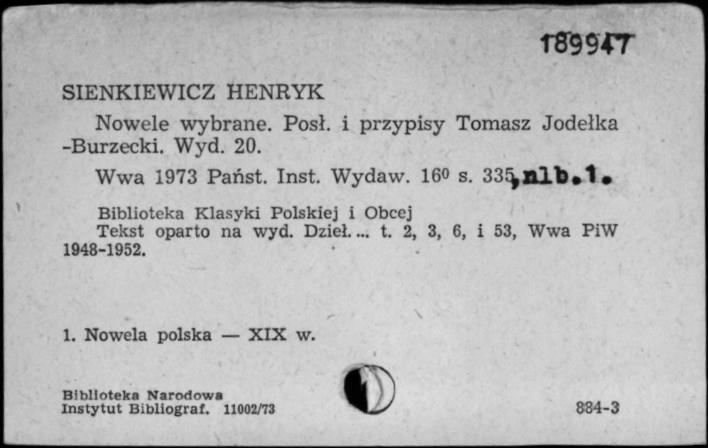 189947
SIENKIEWICZ HENRYK
Nowele wybrane. Posł. i przypisy Tomasz Jodełka
-Burzecki. Wyd. 20.
Wwa 1973 Państ. Inst. Wydaw. 16⁰ s. 335,nlb.1.
Biblioteka Klasyki Polskiej i Obcej
Tekst oparto na wyd. Dzieł.... t. 2, 3, 6, i 53, Wwa PiW
1948-1952.
1. Nowela polska — XIX w.
Biblioteka Narodowa
Instytut Bibliograf. 11002/73
884-3